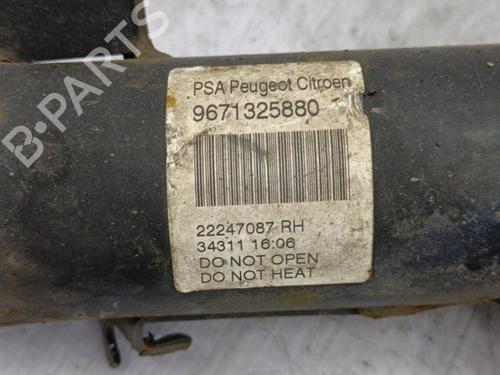 B-PARTS
PSA Peugeot Citroen
9671325880
22247087 RH
34311 16:06
DO NOT OPEN
DO NOT HEAT